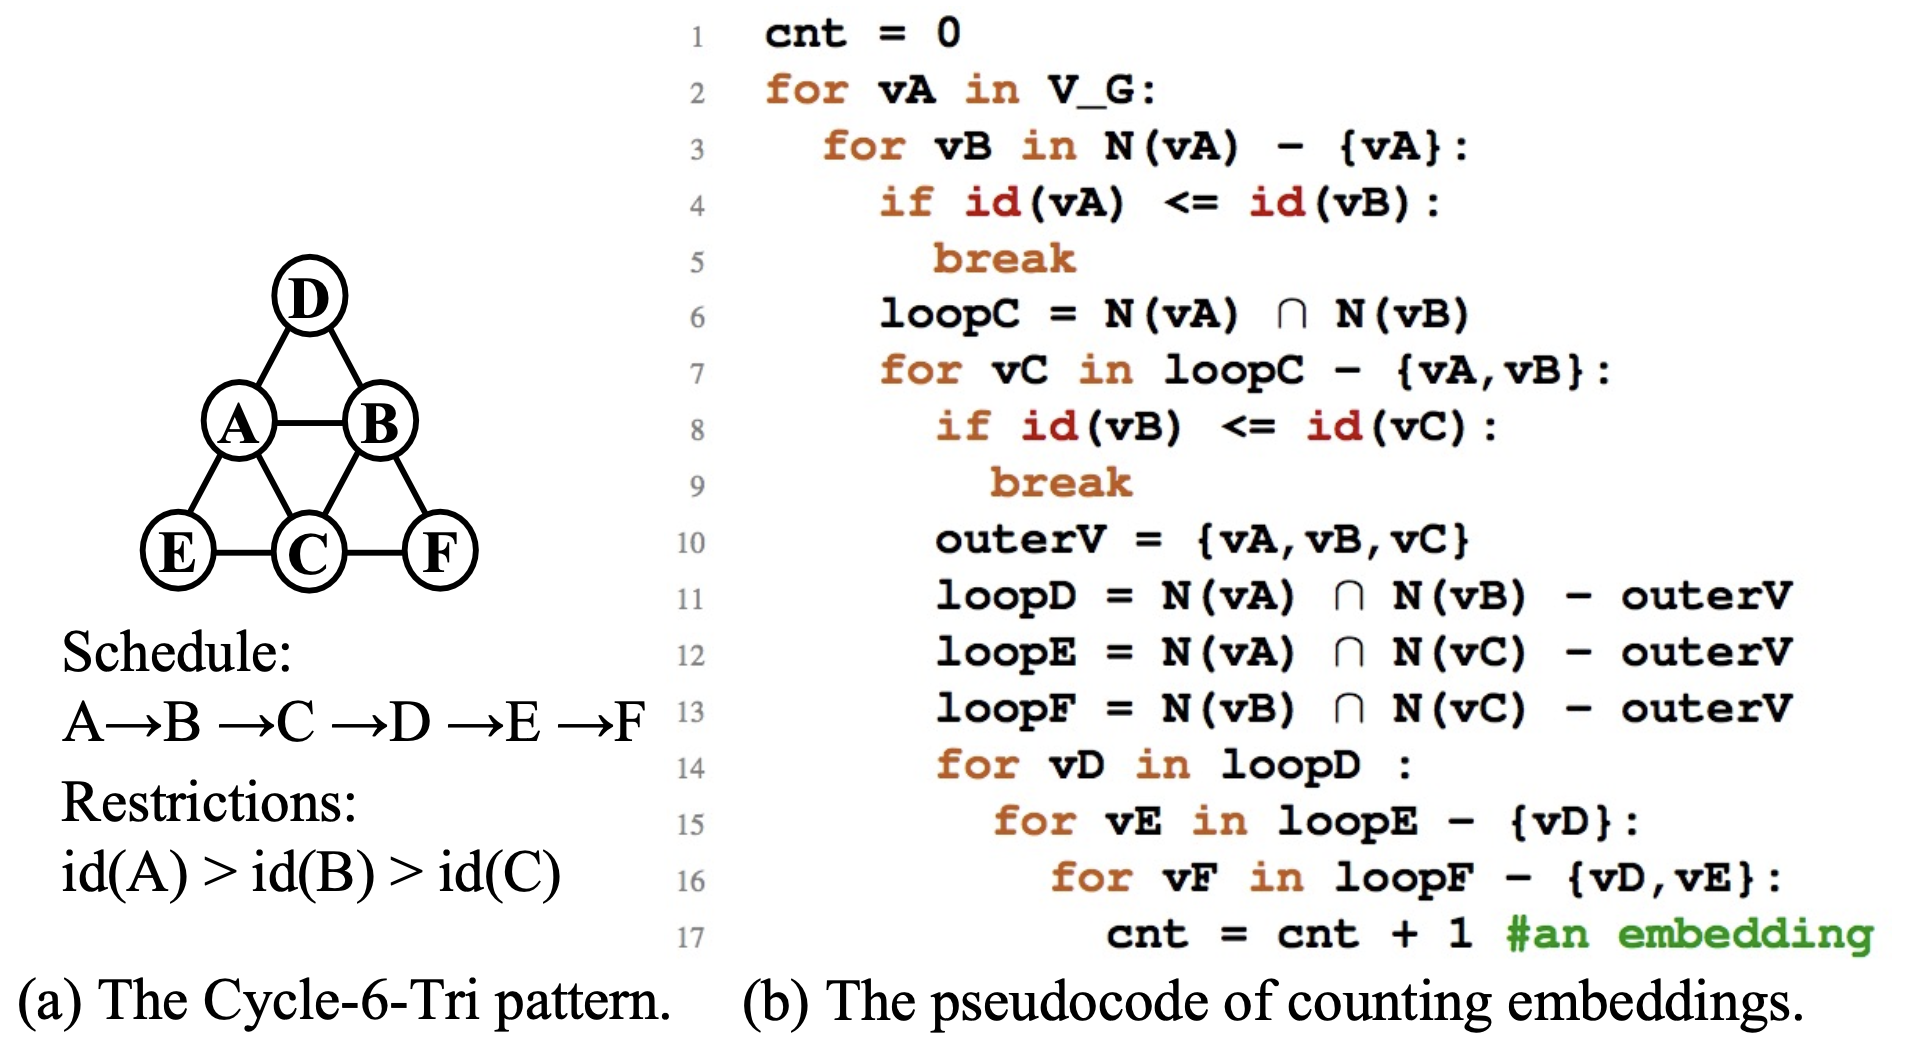 D
A B
E C F
Schedule:
A→B →C →D →E →F
Restrictions:
id(A) > id(B) > id(C)
(a) The Cycle-6-Tri pattern.
1 cnt = 0
2 for vA in V_G:
3 for vB in N(vA) - {vA}:
4 if id(vA) <= id(vB):
5 break
6 loopC = N(vA) ∩ N(vB)
7 for vC in loopC - {vA,vB}:
8 if id(vB) <= id(vC):
9 break
10 outerV = {vA,vB,vC}
11 loopD = N(vA) ∩ N(vB) - outerV
12 loopE = N(vA) ∩ N(vC) - outerV
13 loopF = N(vB) ∩ N(vC) - outerV
14 for vD in loopD :
15 for vE in loopE - {vD}:
16 for vF in loopF - {vD,vE}:
17 cnt = cnt + 1 #an embedding
(b) The pseudocode of counting embeddings.